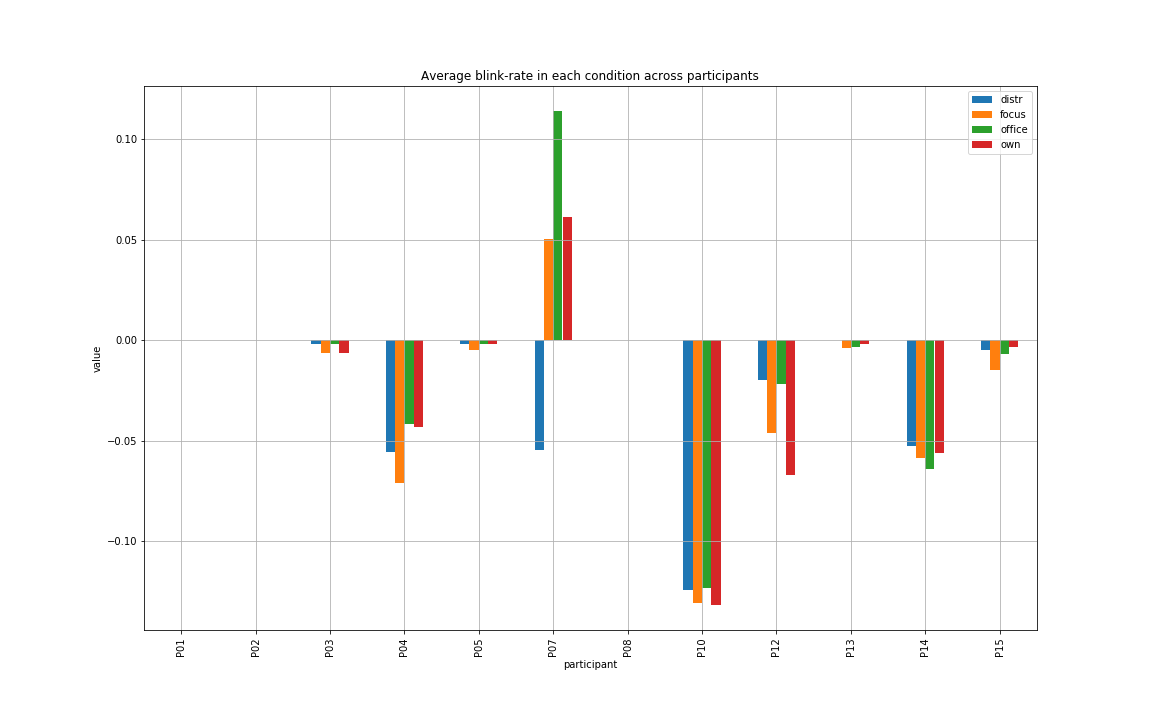 Average blink-rate in each condition across participants
distr
focus
office
own
0.10
0.05
0.00
−0.05
−0.10
value
P01
P02
P03
P04
P05
P07
P08
P10
P12
P13
P14
P15
participant